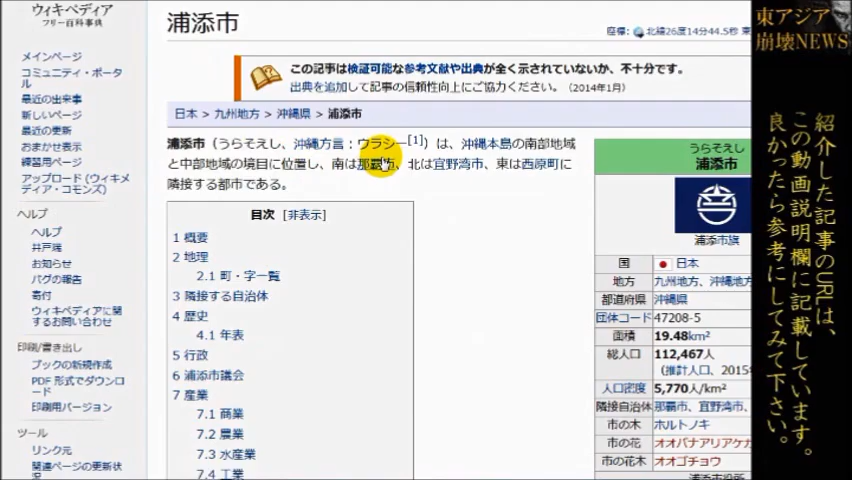 ウィキペディア
フリー百科事典
メインページ
コミュニティ・ポータ
ル
最近の出来事
新しいページ
最近の更新
おまかせ表示
練習用ページ
アップロード (ウィキメ
ディア・コモンズ)
ヘルプ
ヘルプ
井戸端
お知らせ
バグの報告
寄付
ウィキペディアに関
するお問い合わせ
印刷/書き出し
ブックの新規作成
PDF 形式でダウンロ
ード
印刷用バージョン
ツール
リンク元
関連ページの更新状
況
浦添市
座標: 北緯26度14分44.5秒 東
この記事は検証可能な参考文献や出典が全く示されていないか、不十分です。
出典を追加して記事の信頼性向上にご協力ください。(2014年1月)
日本 > 九州地方 > 沖縄県 > 浦添市
浦添市（うらそえし、沖縄方言：ウラシー[1]）は、沖縄本島の南部地域
と中部地域の境目に位置し、南は那覇市、北は宜野湾市、東は西原町に
隣接する都市である。
目次 [非表示]
1 概要
2 地理
2.1 町・字一覧
3 隣接する自治体
4 歴史
4.1 年表
5 行政
6 浦添市議会
7 産業
7.1 商業
7.2 農業
7.3 水産業
7.4 工業
うらそえし
浦添市
浦添市旗
国 日本
地方 九州地方、沖縄地方
都道府県 沖縄県
団体コード 47208-5
面積 19.48km²
総人口 112,467人
（推計人口、2015
人口密度 5,770人/km²
隣接自治体 那覇市、宜野湾市、
市の木 ホルトノキ
市の花 オオバナアリアケカ
市の花木 オオゴチョウ
浦添市役所
東アジア
崩壊NEWS
紹介した記事のURLは、
この動画説明欄に記載しています。
良かったら参考にしてみて下さい。